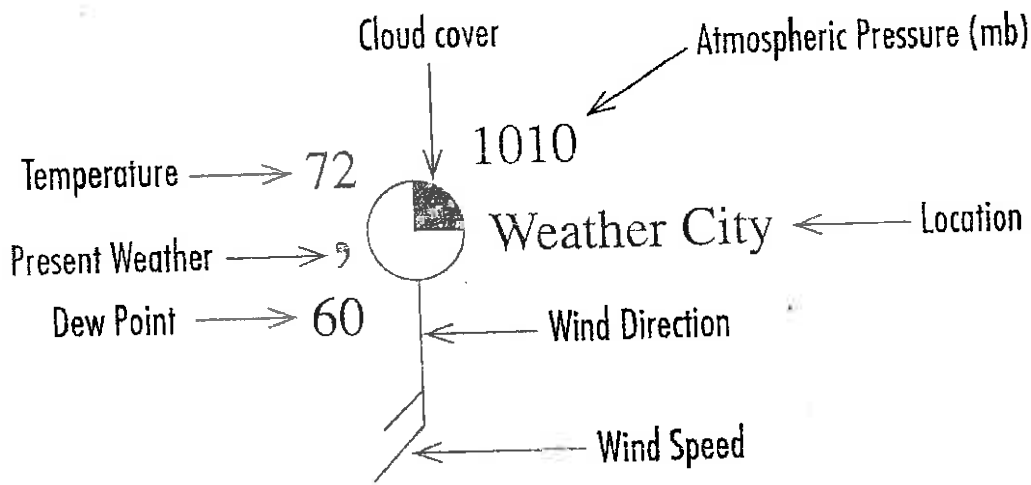 Cloud cover
Atmospheric Pressure (mb)
1010
Temperature
72
Weather City
Location
Present Weather
,
Dew Point
60
Wind Direction
Wind Speed